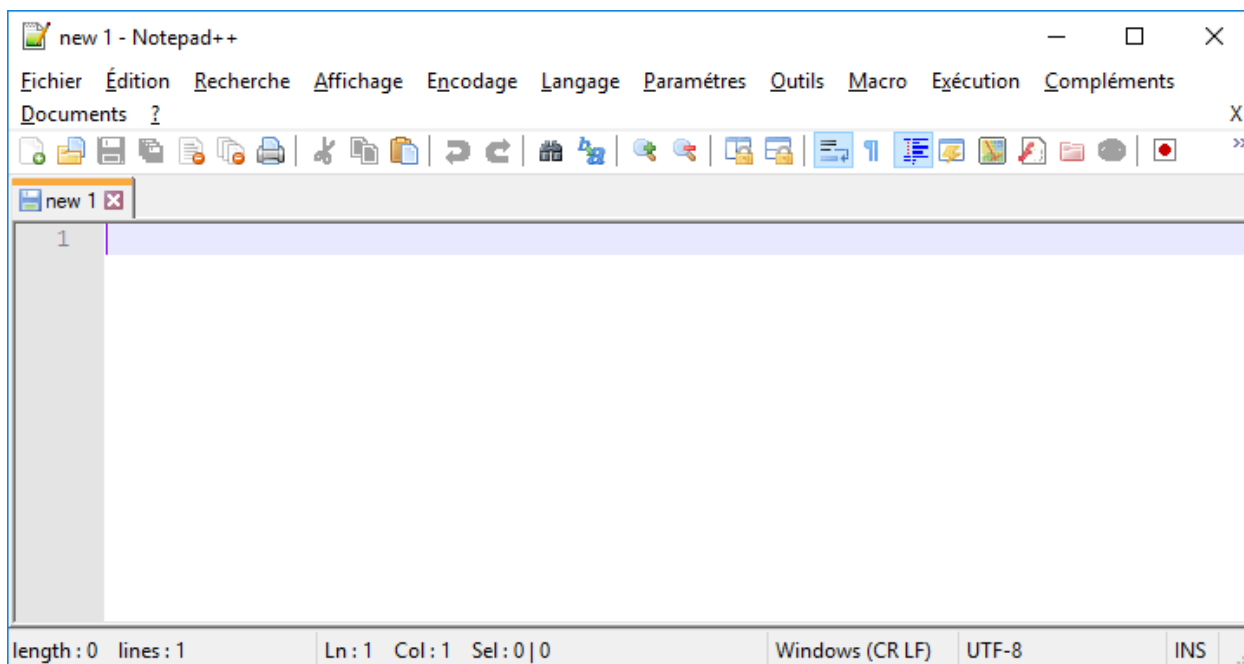 new 1 - Notepad++
Fichier Édition Recherche Affichage Encodage Langage Paramétres Outils Macro Exécution Compléments
Documents ? X
new 1
1
length : 0 lines : 1 Ln : 1 Col : 1 Sel : 0 | 0 Windows (CR LF) UTF-8 INS